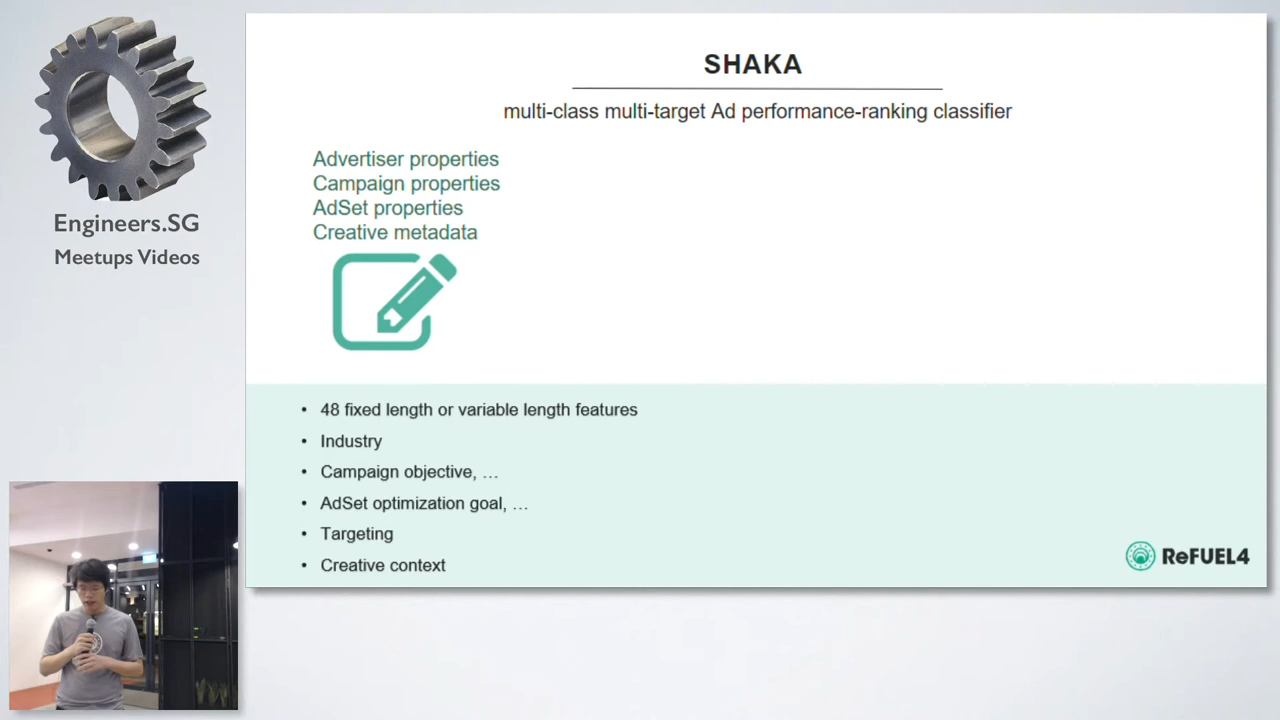 Engineers.SG
Meetups Videos
SHAKA
multi-class multi-target Ad performance-ranking classifier
Advertiser properties
Campaign properties
AdSet properties
Creative metadata
• 48 fixed length or variable length features
• Industry
• Campaign objective, …
• AdSet optimization goal, …
• Targeting
• Creative context
ReFUEL4